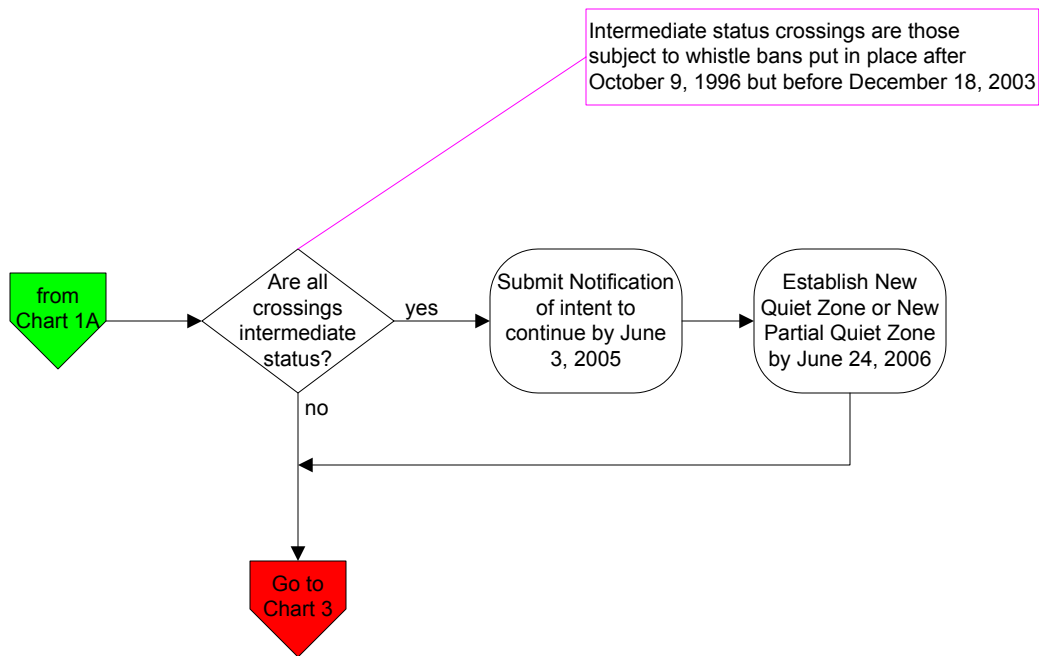 Intermediate status crossings are those
subject to whistle bans put in place after
October 9, 1996 but before December 18, 2003
from
Chart 1A
Are all
crossings
intermediate
status?
yes
no
Submit Notification
of intent to
continue by June
3, 2005
Establish New
Quiet Zone or New
Partial Quiet Zone
by June 24, 2006
Go to
Chart 3